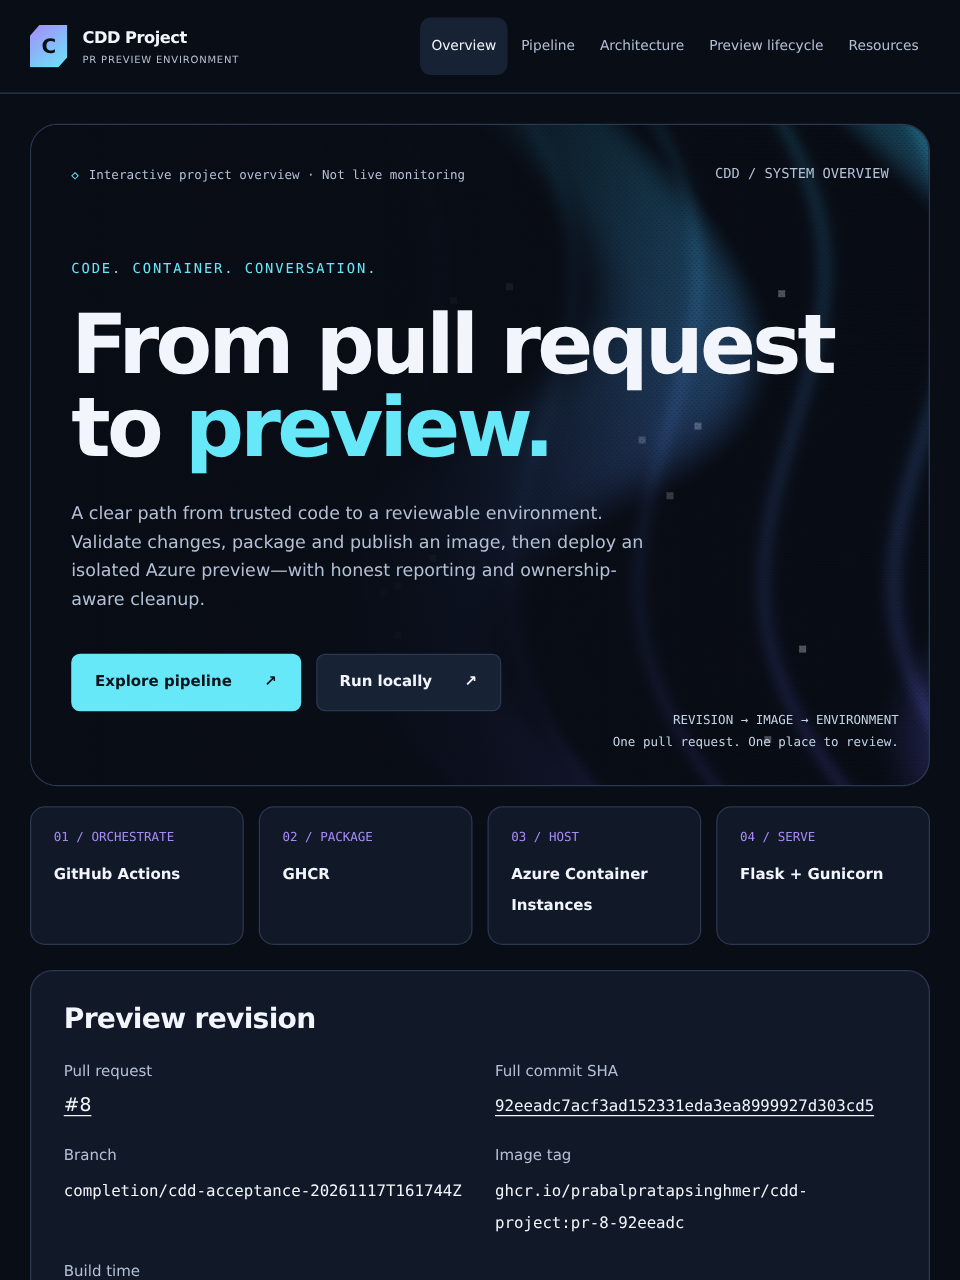 C
CDD Project
PR PREVIEW ENVIRONMENT
Overview
Pipeline
Architecture
Preview lifecycle
Resources
◇ Interactive project overview · Not live monitoring
CDD / SYSTEM OVERVIEW
CODE. CONTAINER. CONVERSATION.
From pull request
to preview.
A clear path from trusted code to a reviewable environment.
Validate changes, package and publish an image, then deploy an
isolated Azure preview—with honest reporting and ownership-
aware cleanup.
Explore pipeline ↗
Run locally ↗
REVISION → IMAGE → ENVIRONMENT
One pull request. One place to review.
01 / ORCHESTRATE
GitHub Actions
02 / PACKAGE
GHCR
03 / HOST
Azure Container
Instances
04 / SERVE
Flask + Gunicorn
Preview revision
Pull request
#8
Full commit SHA
92eeadc7acf3ad152331eda3ea8999927d303cd5
Branch
completion/cdd-acceptance-20261117T161744Z
Image tag
ghcr.io/prabalpratapsinghmer/cdd-
project:pr-8-92eeadc
Build time